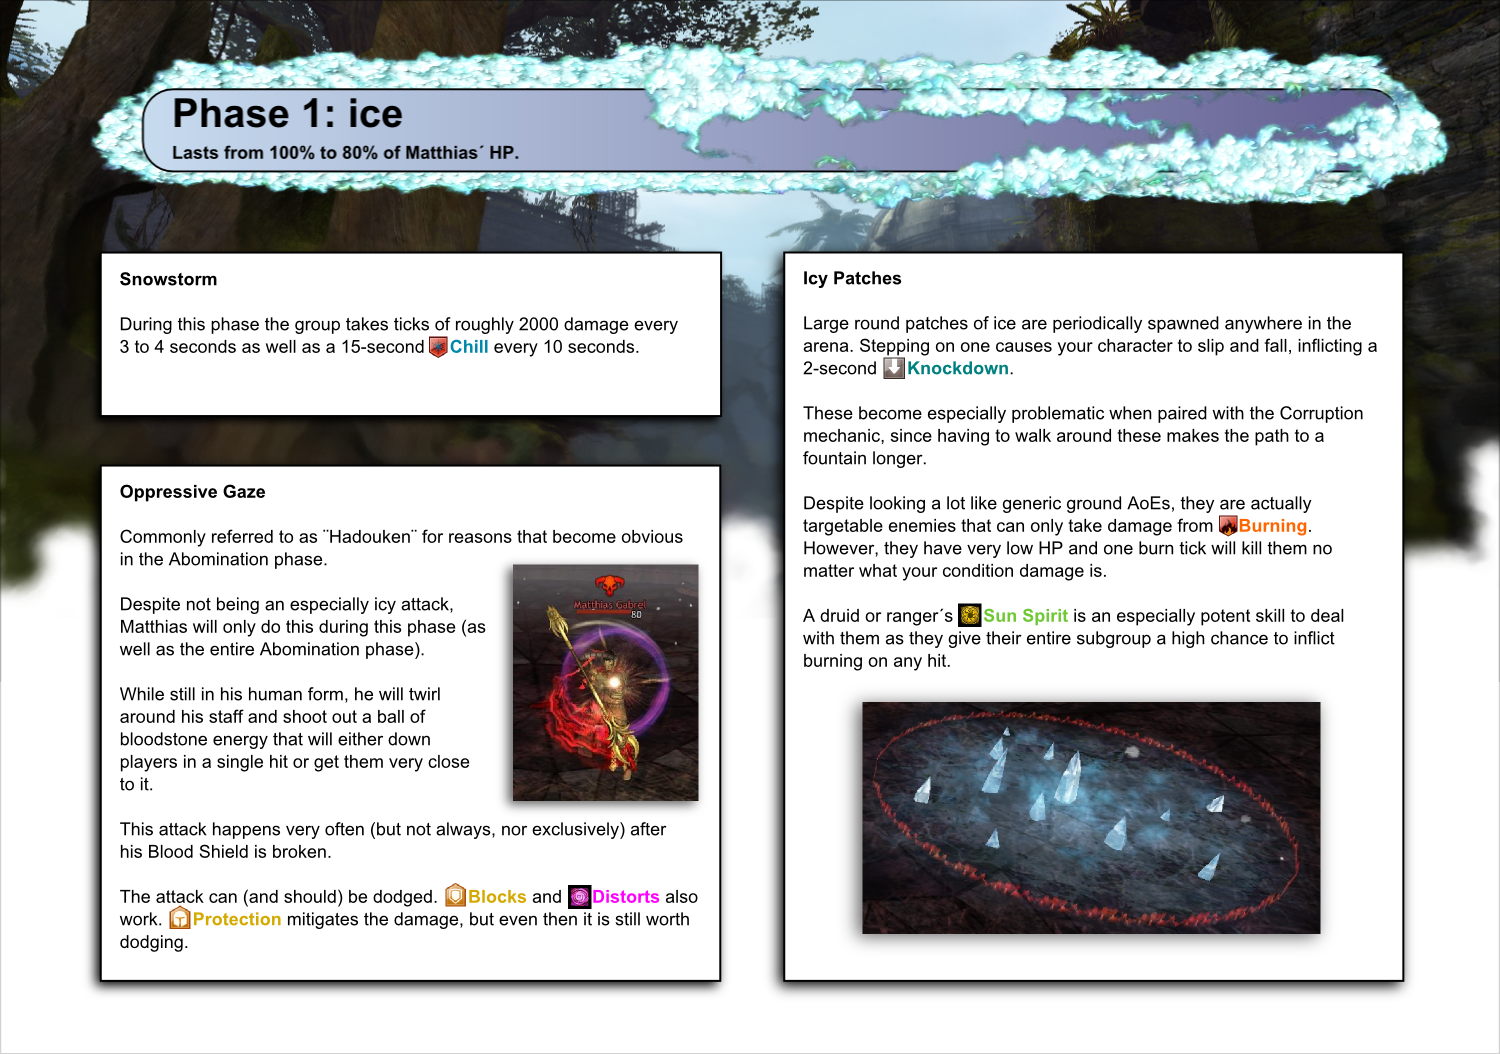 Phase 1: ice
Lasts from 100% to 80% of Matthias´ HP.
Snowstorm
During this phase the group takes ticks of roughly 2000 damage every
3 to 4 seconds as well as a 15-second Chill every 10 seconds.
Oppressive Gaze
Commonly referred to as ¨Hadouken¨ for reasons that become obvious
in the Abomination phase.
Despite not being an especially icy attack,
Matthias will only do this during this phase (as
well as the entire Abomination phase).
While still in his human form, he will twirl
around his staff and shoot out a ball of
bloodstone energy that will either down
players in a single hit or get them very close
to it.
Matthias Gabrel
80
This attack happens very often (but not always, nor exclusively) after
his Blood Shield is broken.
The attack can (and should) be dodged. Blocks and Distorts also
work. Protection mitigates the damage, but even then it is still worth
dodging.
Icy Patches
Large round patches of ice are periodically spawned anywhere in the
arena. Stepping on one causes your character to slip and fall, inflicting a
2-second Knockdown.
These become especially problematic when paired with the Corruption
mechanic, since having to walk around these makes the path to a
fountain longer.
Despite looking a lot like generic ground AoEs, they are actually
targetable enemies that can only take damage from Burning.
However, they have very low HP and one burn tick will kill them no
matter what your condition damage is.
A druid or ranger´s Sun Spirit is an especially potent skill to deal
with them as they give their entire subgroup a high chance to inflict
burning on any hit.